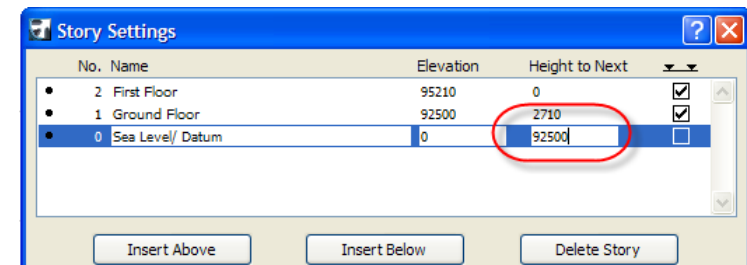 Story Settings
No. Name Elevation Height to Next
2 First Floor 95210 0
1 Ground Floor 92500 2710
0 Sea Level/ Datum 0 92500
Insert Above Insert Below Delete Story